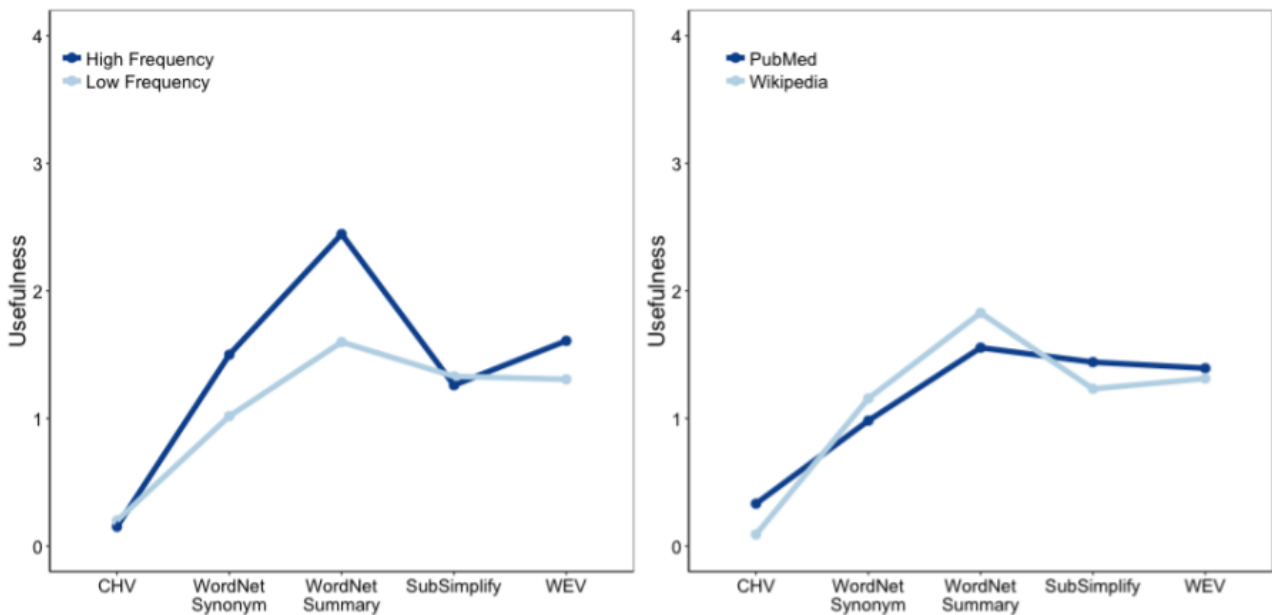 4
High Frequency
Low Frequency
3
2
1
0
Usefulness
CHV
WordNet
Synonym
WordNet
Summary
SubSimplify
WEV
4
PubMed
Wikipedia
3
2
1
0
Usefulness
CHV
WordNet
Synonym
WordNet
Summary
SubSimplify
WEV